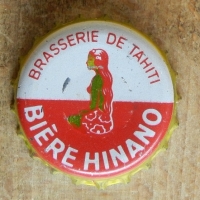 BRASSERIE DE TAHITI
BIÈRE HINANO